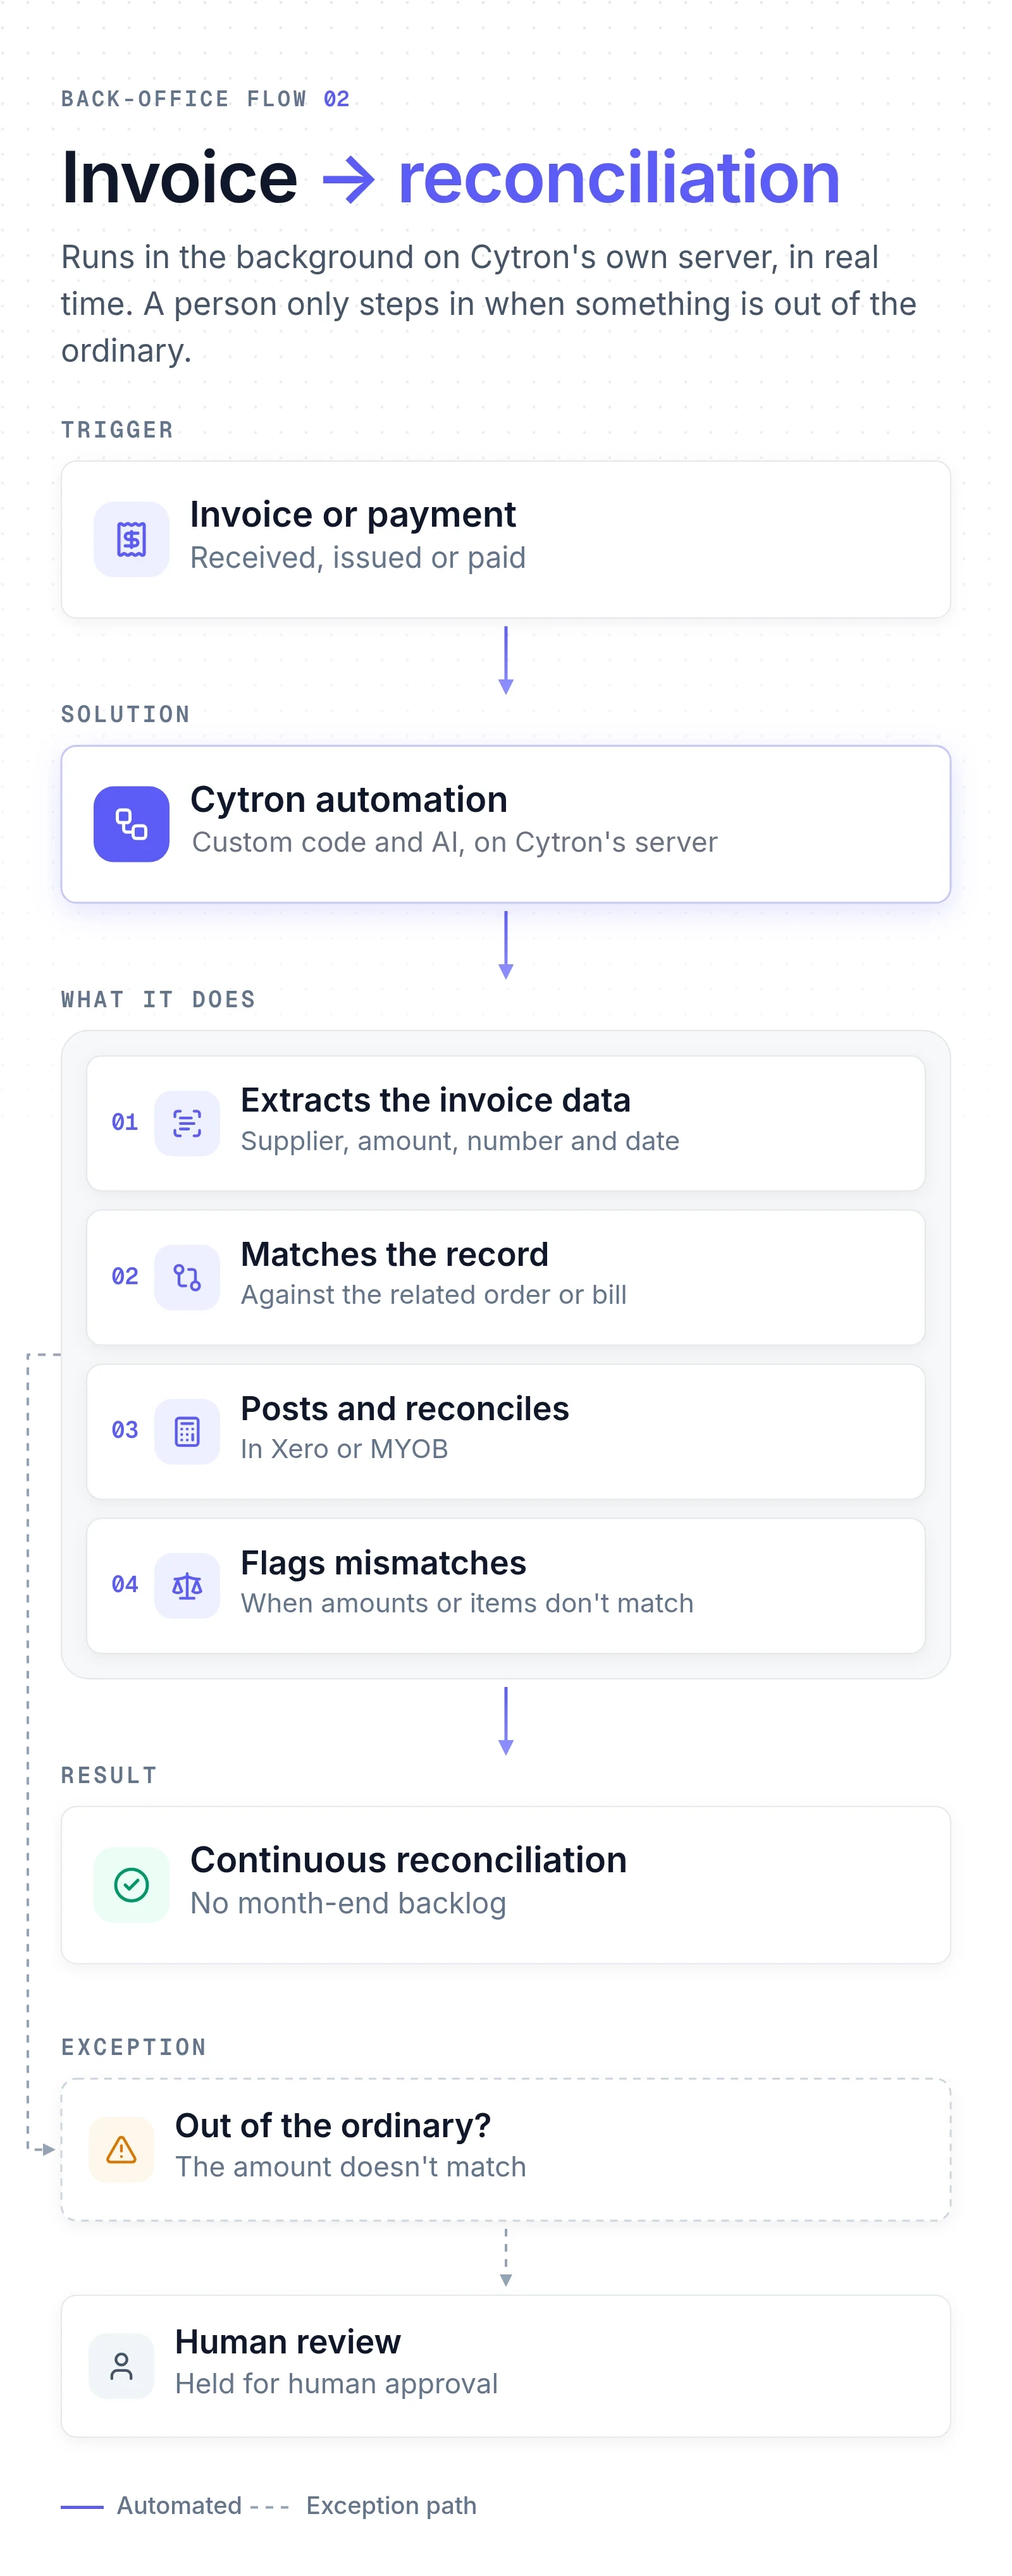 BACK-OFFICE FLOW 02
Invoice → reconciliation
Runs in the background on Cytron's own server, in real
time. A person only steps in when something is out of the
ordinary.
TRIGGER
Invoice or payment
Received, issued or paid
SOLUTION
Cytron automation
Custom code and AI, on Cytron's server
WHAT IT DOES
01
Extracts the invoice data
Supplier, amount, number and date
02
Matches the record
Against the related order or bill
03
Posts and reconciles
In Xero or MYOB
04
Flags mismatches
When amounts or items don't match
RESULT
Continuous reconciliation
No month-end backlog
EXCEPTION
Out of the ordinary?
The amount doesn't match
Human review
Held for human approval
Automated
Exception path